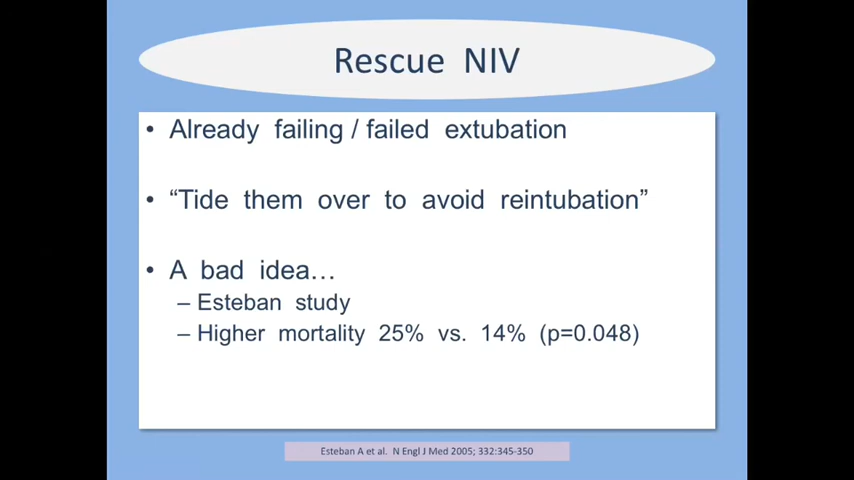 Rescue NIV
• Already failing / failed extubation
• “Tide them over to avoid reintubation”
• A bad idea…
– Esteban study
– Higher mortality 25% vs. 14% (p=0.048)
Esteban A et al. N Engl J Med 2005; 332:345-350